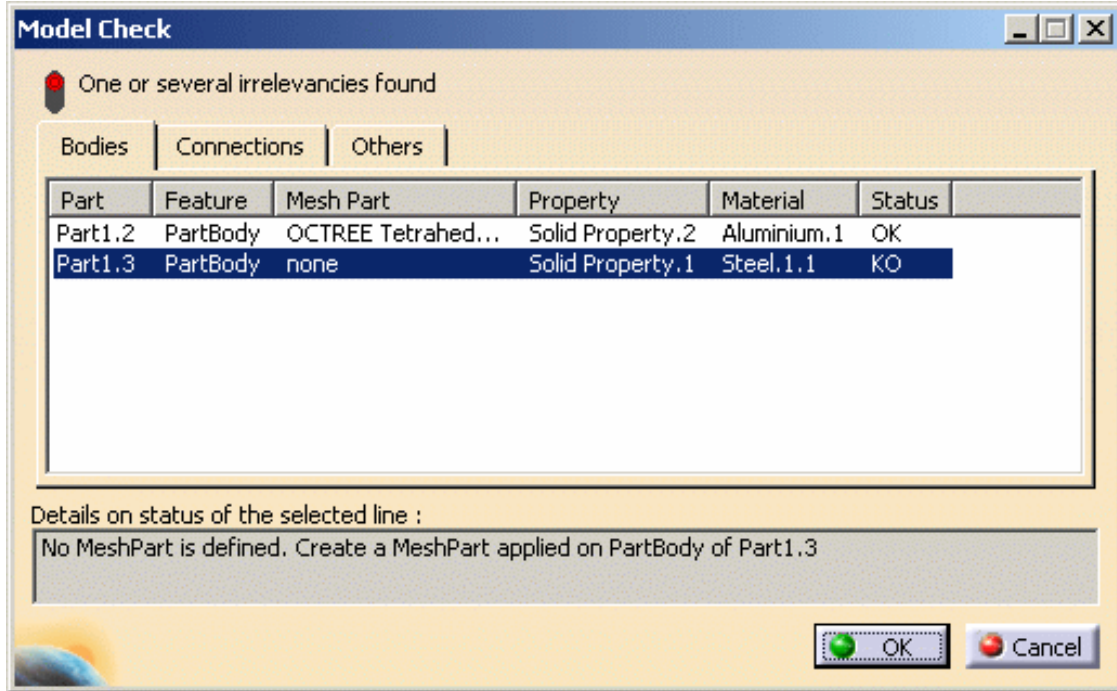 Model Check
One or several irrelevancies found
Bodies Connections Others
Part Feature Mesh Part Property Material Status
Part1.2 PartBody OCTREE Tetrahed... Solid Property.2 Aluminium.1 OK
Part1.3 PartBody none Solid Property.1 Steel.1.1 KO
Details on status of the selected line :
No MeshPart is defined. Create a MeshPart applied on PartBody of Part1.3
OK Cancel